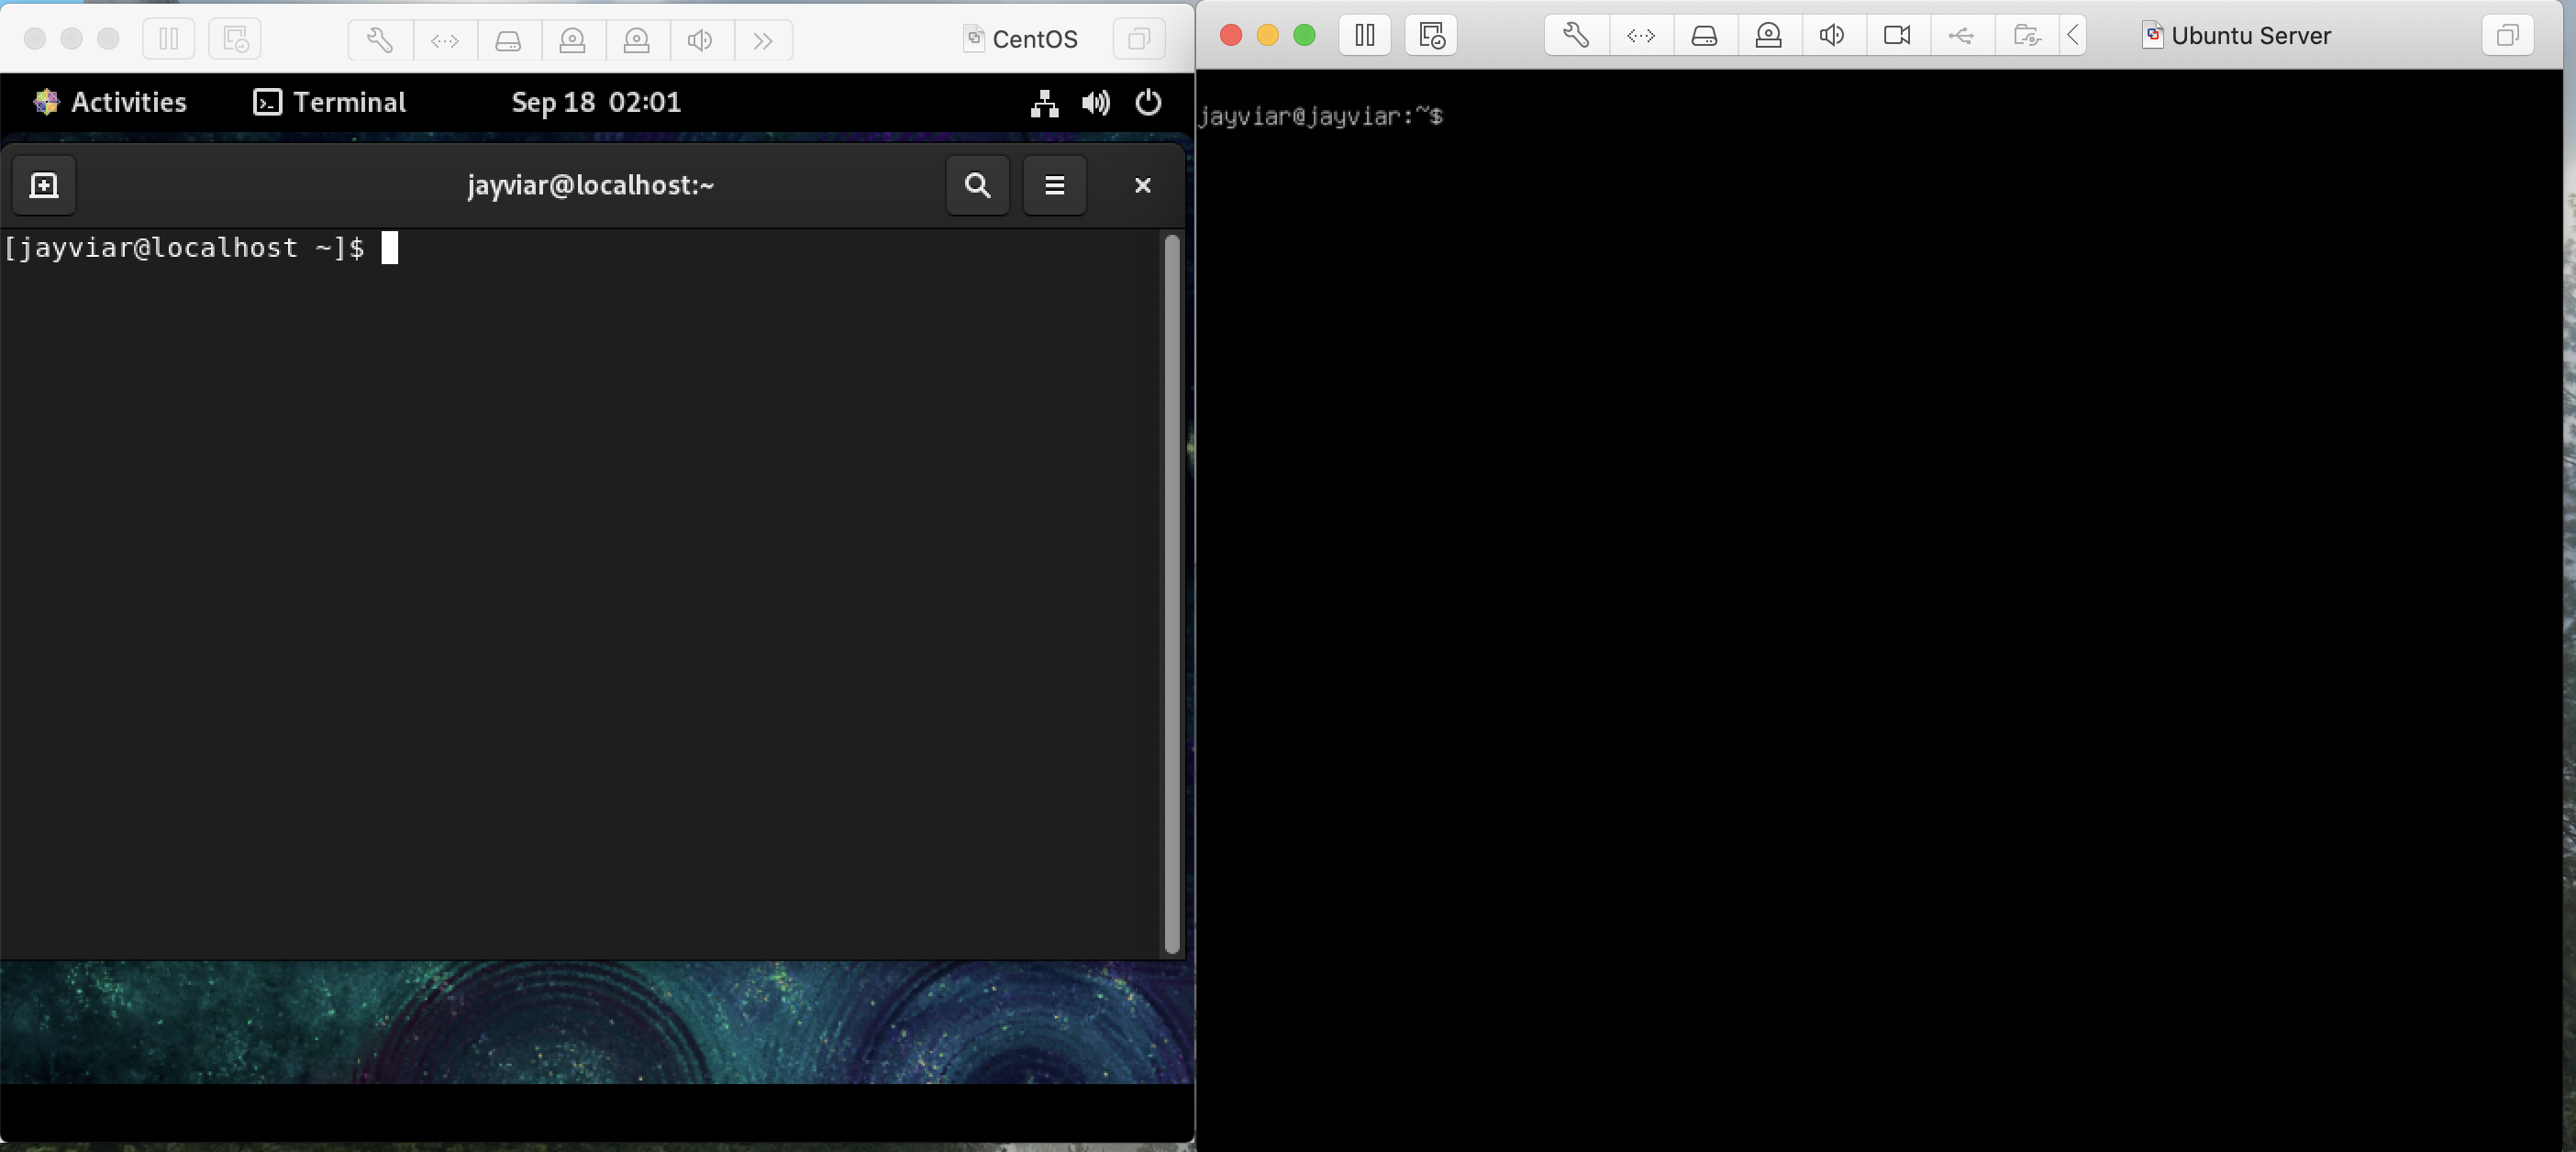 CentOS
Activities Terminal Sep 18 02:01
jayviar@localhost:~
[jayviar@localhost ~]$
Ubuntu Server
jayviar@jayviar:~$